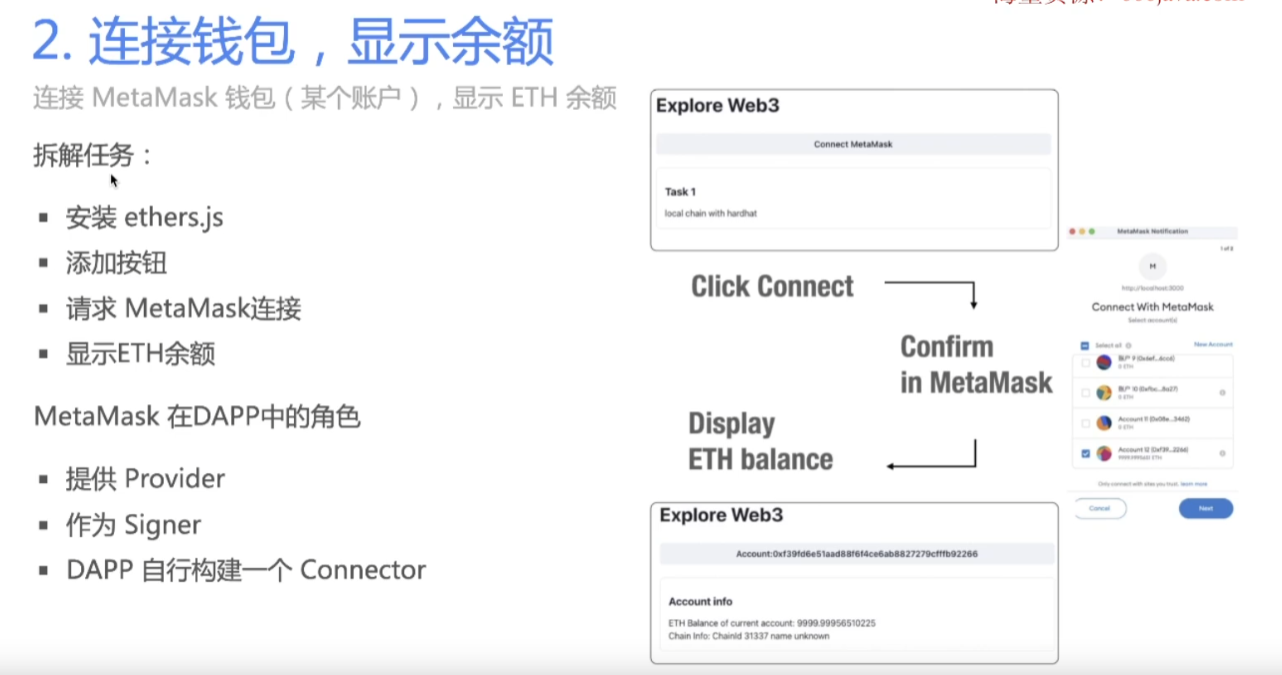 2. 连接钱包，显示余额
连接 MetaMask 钱包（某个账户），显示 ETH 余额
拆解任务：
▪ 安装 ethers.js
▪ 添加按钮
▪ 请求 MetaMask连接
▪ 显示ETH余额
MetaMask 在DAPP中的角色
▪ 提供 Provider
▪ 作为 Signer
▪ DAPP 自行构建一个 Connector
Explore Web3
Connect MetaMask
Task 1
local chain with hardhat
Click Connect
Confirm
in MetaMask
Display
ETH balance
MetaMask Notification
1 of 2
M
http://localhost:3000
Connect With MetaMask
Select account(s)
Select all
New Account
账户 9
0 ETH
账户 10
0 ETH
Account 11 (0x08e...3462)
0 ETH
Account 12 (0xf39...2266)
Only connect with sites you trust. learn more
Cancel
Next
Explore Web3
Account:0xf39fd6e51aad88f6f4ce6ab8827279cfffb92266
Account info
ETH Balance of current account: 9999.99956510225
Chain Info: ChainId 31337 name unknown